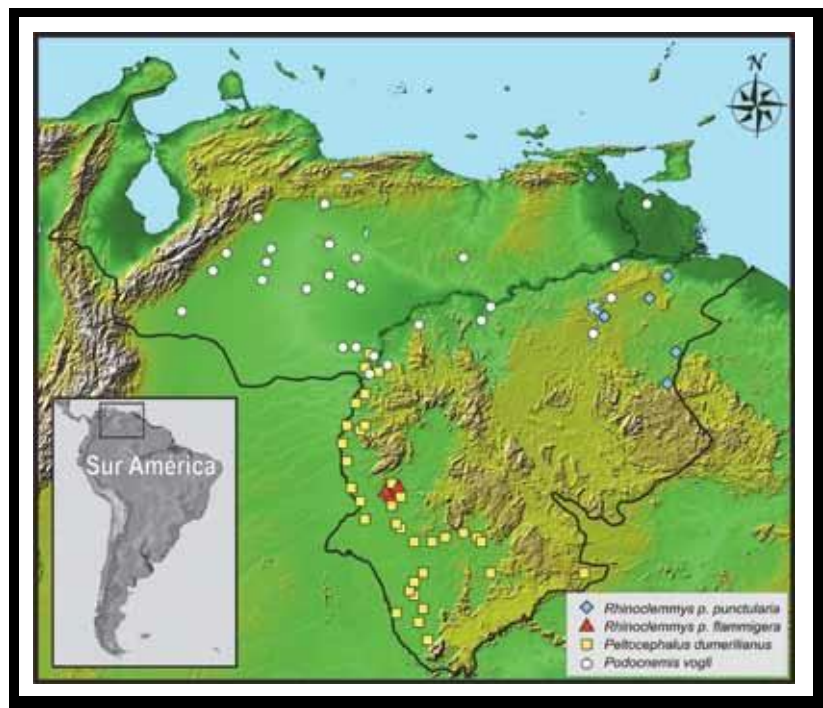 N
Sur América
Rhinoclemmys p. punctularia
Rhinoclemmys p. flammigera
Peltocephalus dumerilianus
Podocnemis vogli